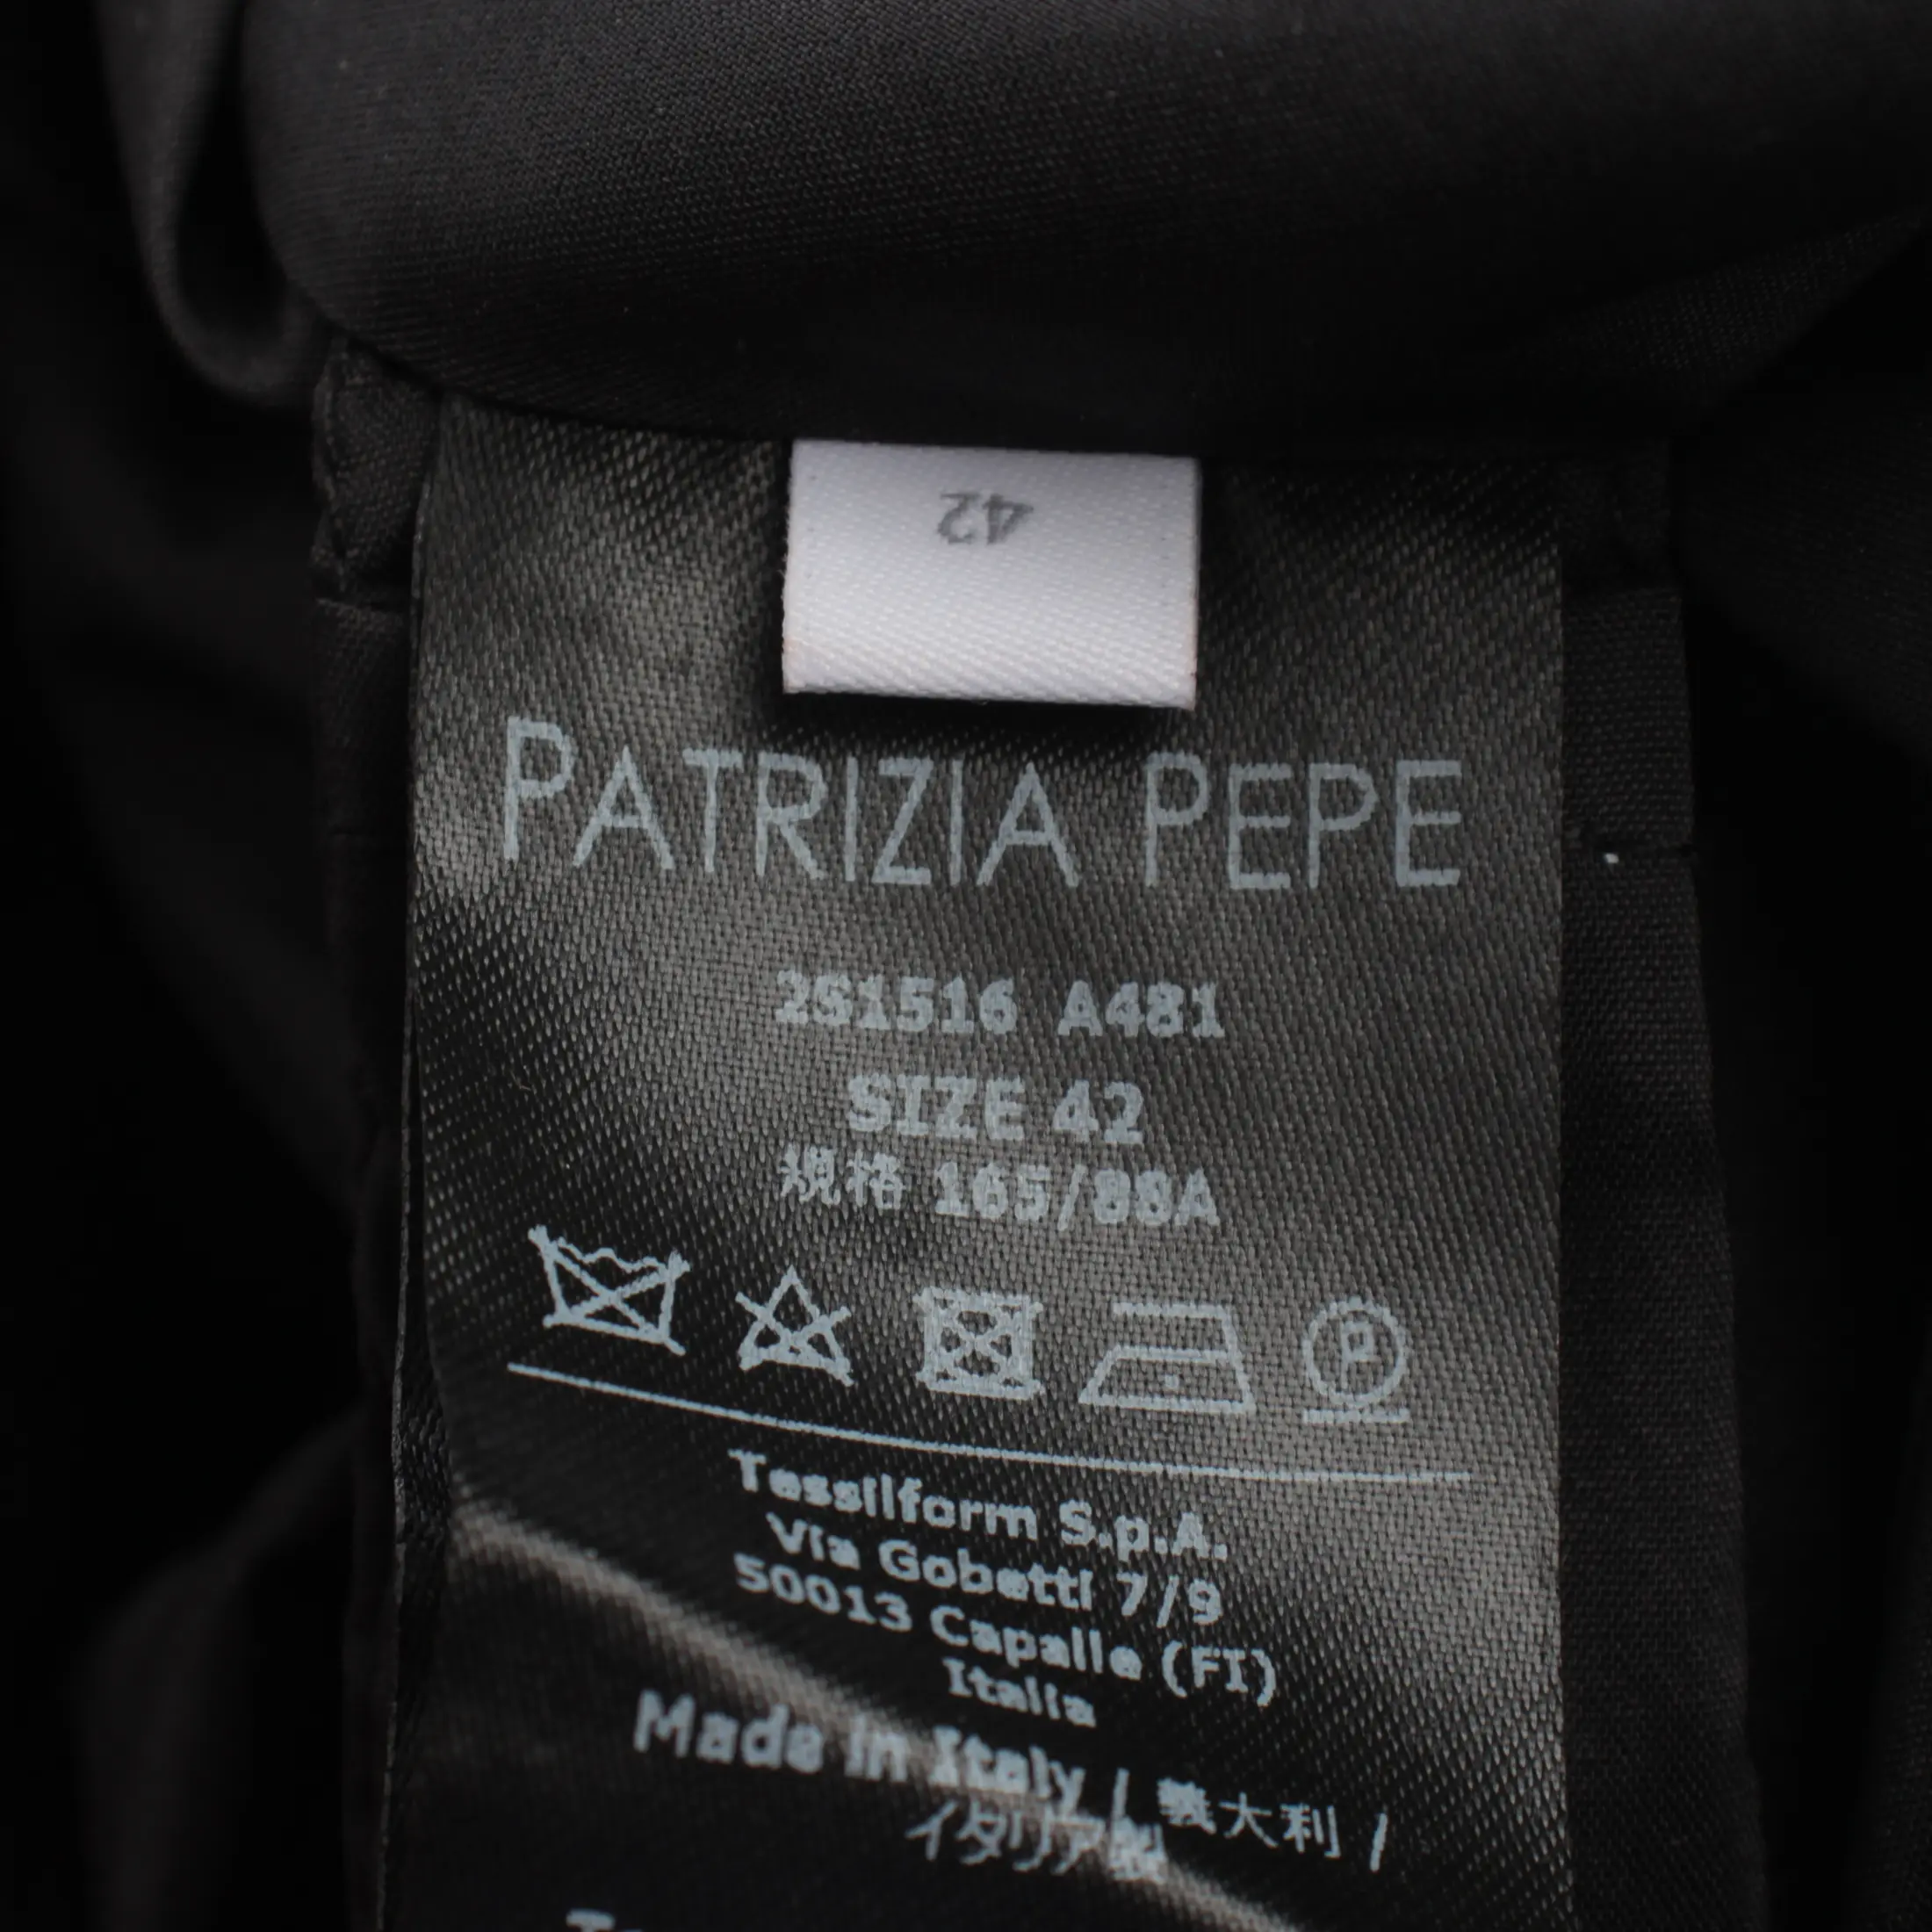 42
PATRIZIA PEPE
2S1516 A481
SIZE 42
規格 165/88A
P
Tessilform S.p.A.
Via Gobetti 7/9
50013 Capalle (FI)
Italia
Made in Italy / 義大利 /
イタリア製